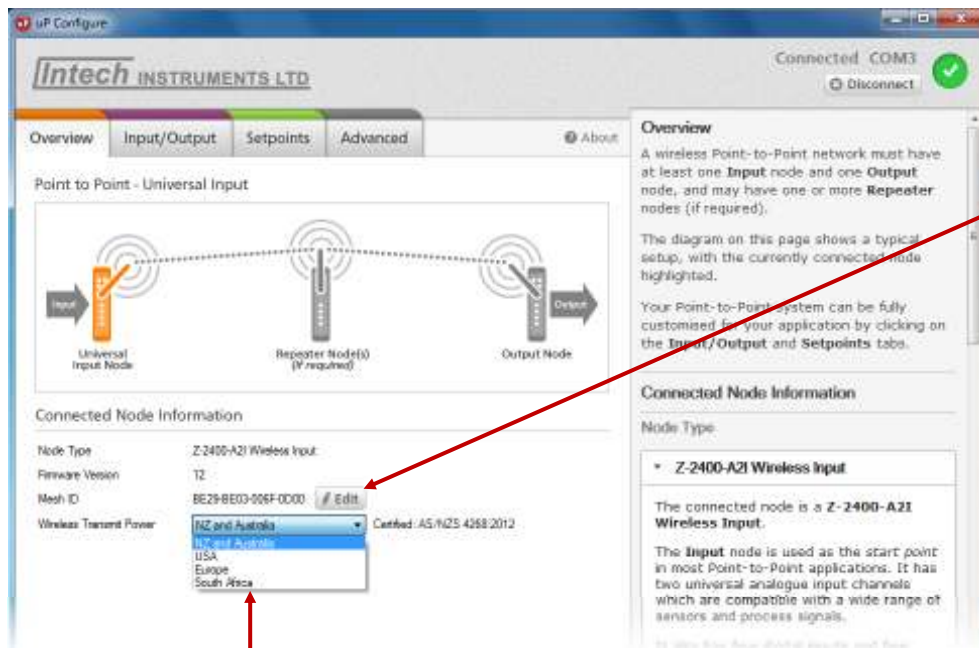 uP Configure
Intech INSTRUMENTS LTD
Connected COM3
Disconnect
Overview
Input/Output
Setpoints
Advanced
About
Point to Point - Universal Input
Input
Output
Universal
Input Node
Repeater Node(s)
(If required)
Output Node
Connected Node Information
Node Type
Z-2400-A2I Wireless Input
Firmware Version
12
Mesh ID
BE29-BE03-006F-0D00
Edit
Wireless Transmit Power
NZ and Australia
Certified: AS/NZS 4268:2012
NZ and Australia
USA
Europe
South Africa
Overview
A wireless Point-to-Point network must have
at least one Input node and one Output
node, and may have one or more Repeater
nodes (if required).
The diagram on this page shows a typical
setup, with the currently connected node
highlighted.
Your Point-to-Point system can be fully
customised for your application by clicking on
the Input/Output and Setpoints tabs.
Connected Node Information
Node Type
Z-2400-A2I Wireless Input
The connected node is a Z-2400-A2I
Wireless Input.
The Input node is used as the start point
in most Point-to-Point applications. It has
two universal analogue input channels
which are compatible with a wide range of
sensors and process signals.